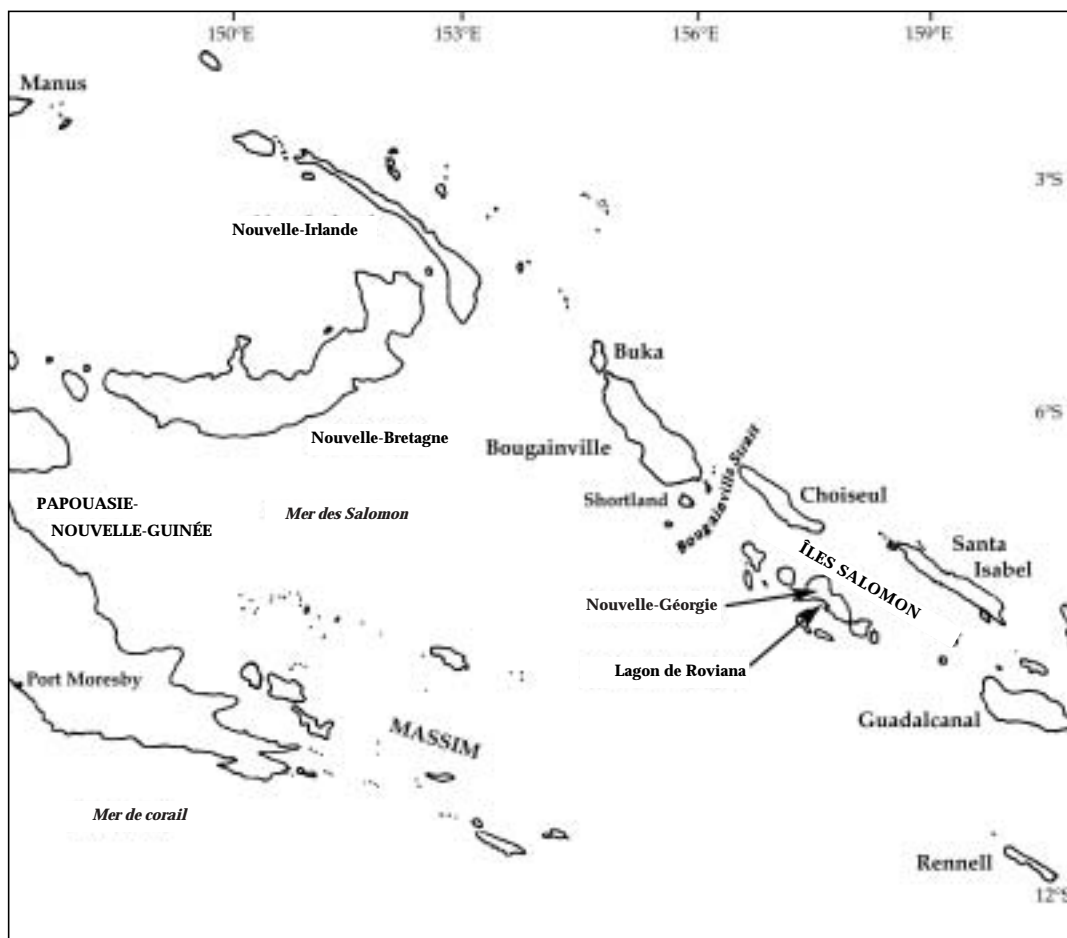 150°E
153°E
156°E
159°E
Manus
3°S
Nouvelle-Irlande
Buka
6°S
Nouvelle-Bretagne
Bougainville
Bougainville Strait
Choiseul
Shortland
PAPOUASIE-
NOUVELLE-GUINÉE
Mer des Salomon
ÎLES SALOMON
Santa
Isabel
Nouvelle-Géorgie
Lagon de Roviana
Port Moresby
Guadalcanal
MASSIM
Mer de corail
Rennell
12°S